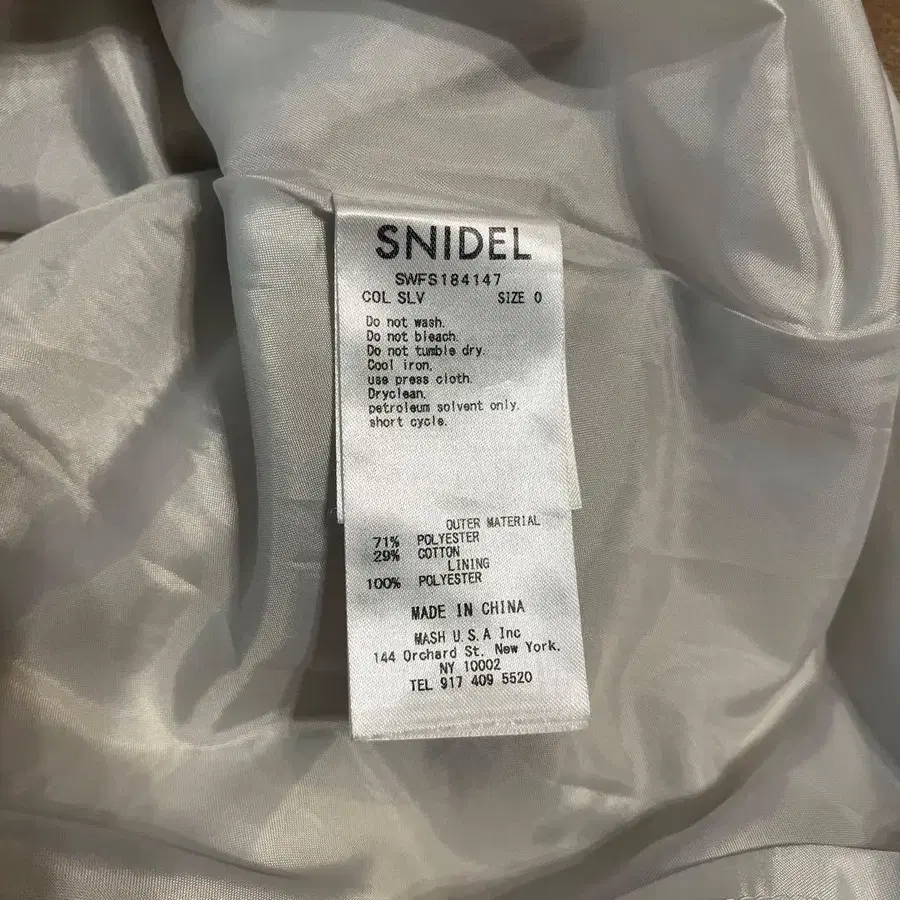 SNIDEL
SWFS184147
COL SLV SIZE 0
Do not wash.
Do not bleach.
Do not tumble dry.
Cool iron.
use press cloth.
Dryclean.
petroleum solvent only.
short cycle.
OUTER MATERIAL
71% POLYESTER
29% COTTON
LINING
100% POLYESTER
MADE IN CHINA
MASH U.S.A Inc
144 Orchard St. New York.
NY 10002
TEL 917 409 5520